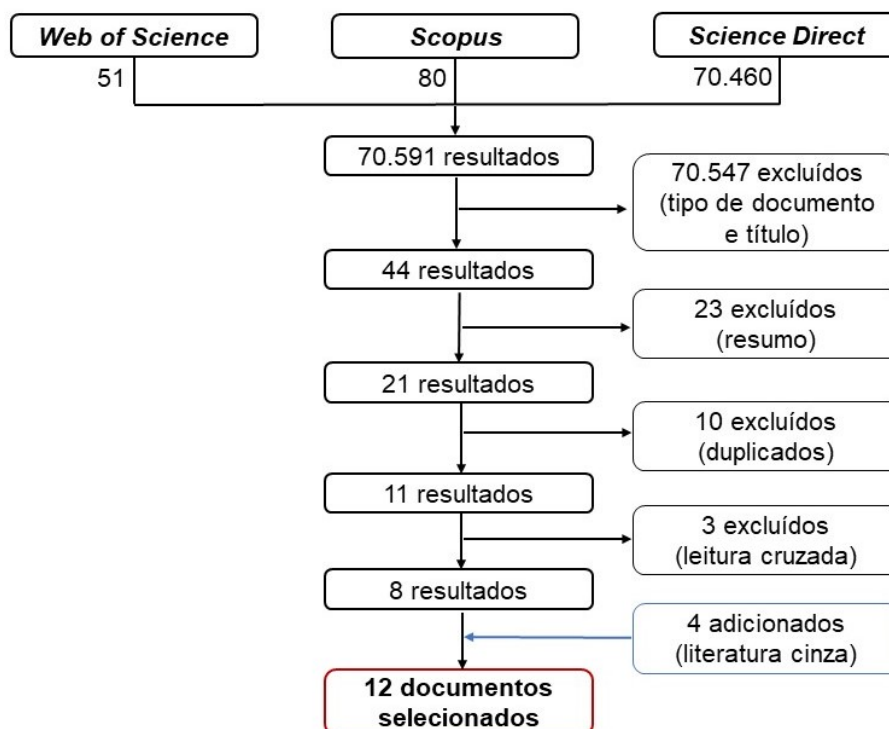 Web of Science
Scopus
Science Direct
51
80
70.460
70.591 resultados
70.547 excluídos
(tipo de documento
e título)
44 resultados
23 excluídos
(resumo)
21 resultados
10 excluídos
(duplicados)
11 resultados
3 excluídos
(leitura cruzada)
8 resultados
4 adicionados
(literatura cinza)
12 documentos
selecionados